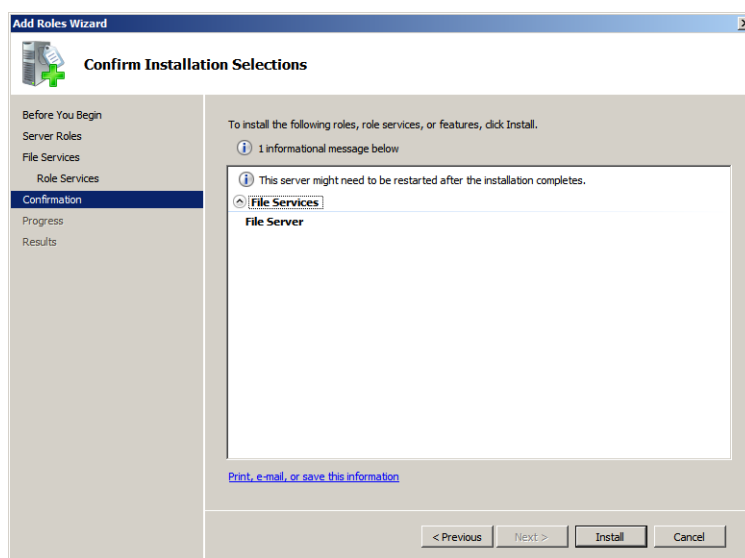 Add Roles Wizard
Confirm Installation Selections
Before You Begin
Server Roles
File Services
Role Services
Confirmation
Progress
Results
To install the following roles, role services, or features, click Install.
1 informational message below
This server might need to be restarted after the installation completes.
File Services
File Server
Print, e-mail, or save this information
< Previous
Next >
Install
Cancel